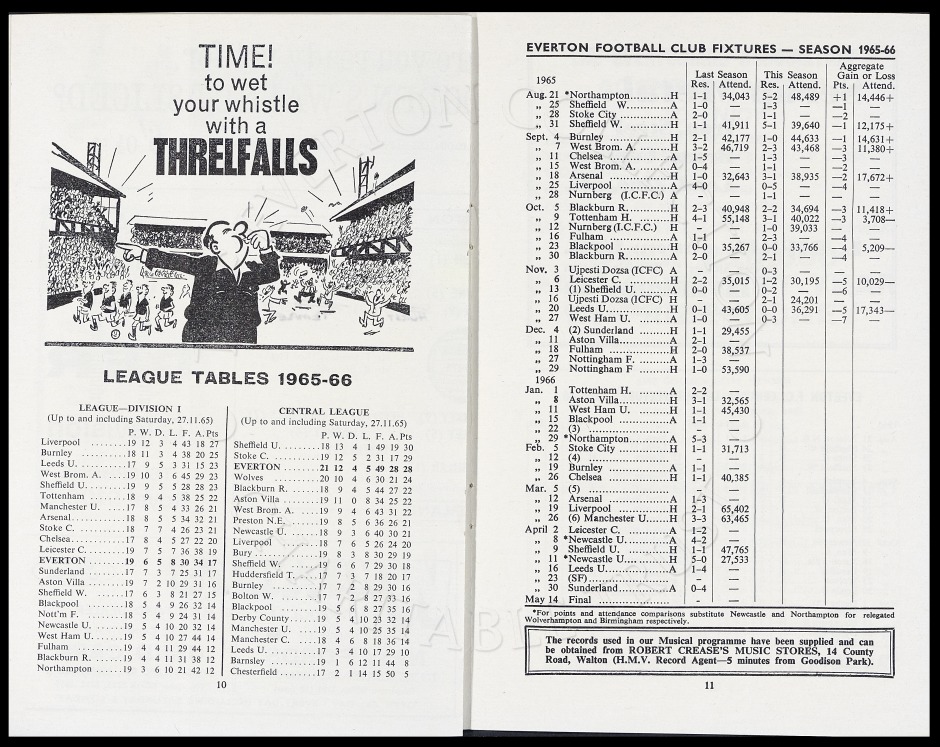 TIME!
to wet
your whistle
with a
THRELFALLS
LEAGUE TABLES 1965-66
LEAGUE—DIVISION I
(Up to and including Saturday, 27.11.65)
P. W. D. L. F. A. Pts
Liverpool ......... 19 12 3 4 43 18 27
Burnley ......... 18 11 3 4 38 20 25
Leeds U. ......... 17 9 5 3 31 15 23
West Brom. A. ... 19 10 3 6 45 29 23
Sheffield U. ...... 19 9 5 5 28 28 23
Tottenham ...... 18 9 4 5 38 25 22
Manchester U. ... 17 8 5 4 33 26 21
Arsenal ......... 18 8 5 5 34 32 21
Stoke C. ......... 18 7 7 4 26 23 21
Chelsea ......... 17 8 4 5 27 22 20
Leicester C. ...... 19 7 5 7 36 38 19
EVERTON ...... 19 6 5 8 30 34 17
Sunderland ...... 17 7 3 7 25 31 17
Aston Villa ...... 19 7 2 10 29 31 16
Sheffield W. ...... 17 6 3 8 21 27 15
Blackpool ...... 18 5 4 9 26 32 14
Nott'm F. ...... 18 5 4 9 24 31 14
Newcastle U. ...... 19 5 4 10 20 32 14
West Ham U. ...... 19 5 4 10 27 44 14
Fulham ......... 19 4 4 11 29 44 12
Blackburn R. ...... 19 4 4 11 31 38 12
Northampton ...... 19 3 6 10 21 42 12
CENTRAL LEAGUE
(Up to and including Saturday, 27.11.65)
P. W. D. L. F. A. Pts
Sheffield U. ...... 18 13 4 1 49 19 30
Stoke C. ......... 19 12 5 2 31 17 29
EVERTON ...... 21 12 4 5 49 28 28
Wolves ......... 20 10 4 6 30 21 24
Blackburn R. ...... 18 9 4 5 44 27 22
Aston Villa ...... 19 11 0 8 34 25 22
West Brom. A. ... 19 9 4 6 43 31 22
Preston N.E. ...... 19 8 5 6 36 26 21
Newcastle U. ...... 18 9 3 6 40 30 21
Liverpool ...... 18 7 6 5 26 24 20
Bury ......... 19 8 3 8 30 29 19
Sheffield W. ...... 19 6 6 7 29 30 18
Huddersfield T. ... 17 7 3 7 18 20 17
Burnley ......... 17 7 2 8 29 30 16
Bolton W. ...... 17 7 2 8 27 33 16
Blackpool ...... 19 5 6 8 27 35 16
Derby County ...... 19 5 4 10 23 32 14
Manchester U. ... 19 5 4 10 25 35 14
Manchester C. ... 18 4 6 8 18 36 14
Leeds U. ......... 17 3 4 10 17 29 10
Barnsley ......... 19 1 6 12 11 44 8
Chesterfield ...... 17 2 1 14 15 50 5
10
EVERTON FOOTBALL CLUB FIXTURES — SEASON 1965-66
Last Season This Season Aggregate Gain or Loss
1965 Res. Attend. Res. Attend. Pts. Attend.
Aug. 21 *Northampton............H 1–1 34,043 5–2 48,489 +1 14,446+
„ 25 Sheffield W.............A 1–0 — 1–3 — —1 —
„ 28 Stoke City ............A 2–0 — 1–1 — —2 —
„ 31 Sheffield W.............H 1–1 41,911 5–1 39,640 —1 12,175+
Sept. 4 Burnley ............H 2–1 42,177 1–0 44,633 —1 14,631+
„ 7 West Brom. A. ......H 3–2 46,719 2–3 43,468 —3 11,380+
„ 11 Chelsea ............A 1–5 — 1–3 — —3 —
„ 15 West Brom. A. ......A 0–4 — 1–1 — —2 —
„ 18 Arsenal ............H 1–0 32,643 3–1 38,935 —2 17,672+
„ 25 Liverpool ............A 4–0 — 0–5 — —4 —
„ 28 Nurnberg (I.C.F.C.) A 1–1 —
Oct. 5 Blackburn R. ......H 2–3 40,948 2–2 34,694 —3 11,418+
„ 9 Tottenham H. ......H 4–1 55,148 3–1 40,022 —3 3,708—
„ 12 Nurnberg (I.C.F.C.) H – — 1–0 39,033 — —
„ 16 Fulham ............A 1–1 — 2–3 — —4 —
„ 23 Blackpool ............H 0–0 35,267 0–0 33,766 —4 5,209—
„ 30 Blackburn R. ......A 2–0 — 2–1 — —4 —
Nov. 3 Ujpesti Dozsa (ICFC) A – — 0–3 —
„ 6 Leicester C. ............H 2–2 35,015 1–2 30,195 —5 10,029—
„ 13 (1) Sheffield U. ......A 0–0 — 0–2 — —6 —
„ 16 Ujpesti Dozsa (ICFC) H – — 2–1 24,201
„ 20 Leeds U. ............H 0–1 43,605 0–0 36,291 —5 17,343—
„ 27 West Ham U. ......A 1–0 — 0–3 — —7 —
Dec. 4 (2) Sunderland ......H 1–1 29,455
„ 11 Aston Villa............A 2–1 —
„ 18 Fulham ............H 2–0 38,537
„ 27 Nottingham F. ......A 1–3 —
„ 29 Nottingham F ......H 1–0 53,590
1966
Jan. 1 Tottenham H. ......A 2–2 —
„ 8 Aston Villa............H 3–1 32,565
„ 11 West Ham U. ......H 1–1 45,430
„ 15 Blackpool ............A 1–1 —
„ 22 (3) ............ – —
„ 29 *Northampton............A 5–3 —
Feb. 5 Stoke City ............H 1–1 31,713
„ 12 (4) ............ – —
„ 19 Burnley ............A 1–1 —
„ 26 Chelsea ............H 1–1 40,385
Mar. 5 (5) ............ – —
„ 12 Arsenal ............A 1–3 —
„ 19 Liverpool ............H 2–1 65,402
„ 26 (6) Manchester U.......H 3–3 63,465
April 2 Leicester C. ............A 1–2 —
„ 8 *Newcastle U. ......A 4–2 —
„ 9 Sheffield U. ............H 1–1 47,765
„ 11 *Newcastle U. ......H 5–0 27,533
„ 16 Leeds U. ............A 1–4 —
„ 23 (SF) ............ – —
„ 30 Sunderland ............A 0–4 —
May 14 Final ............ —
*For points and attendance comparisons substitute Newcastle and Northampton for relegated
Wolverhampton and Birmingham respectively.
The records used in our Musical programme have been supplied and can
be obtained from ROBERT CREASE'S MUSIC STORES, 14 County
Road, Walton (H.M.V. Record Agent—5 minutes from Goodison Park).
11